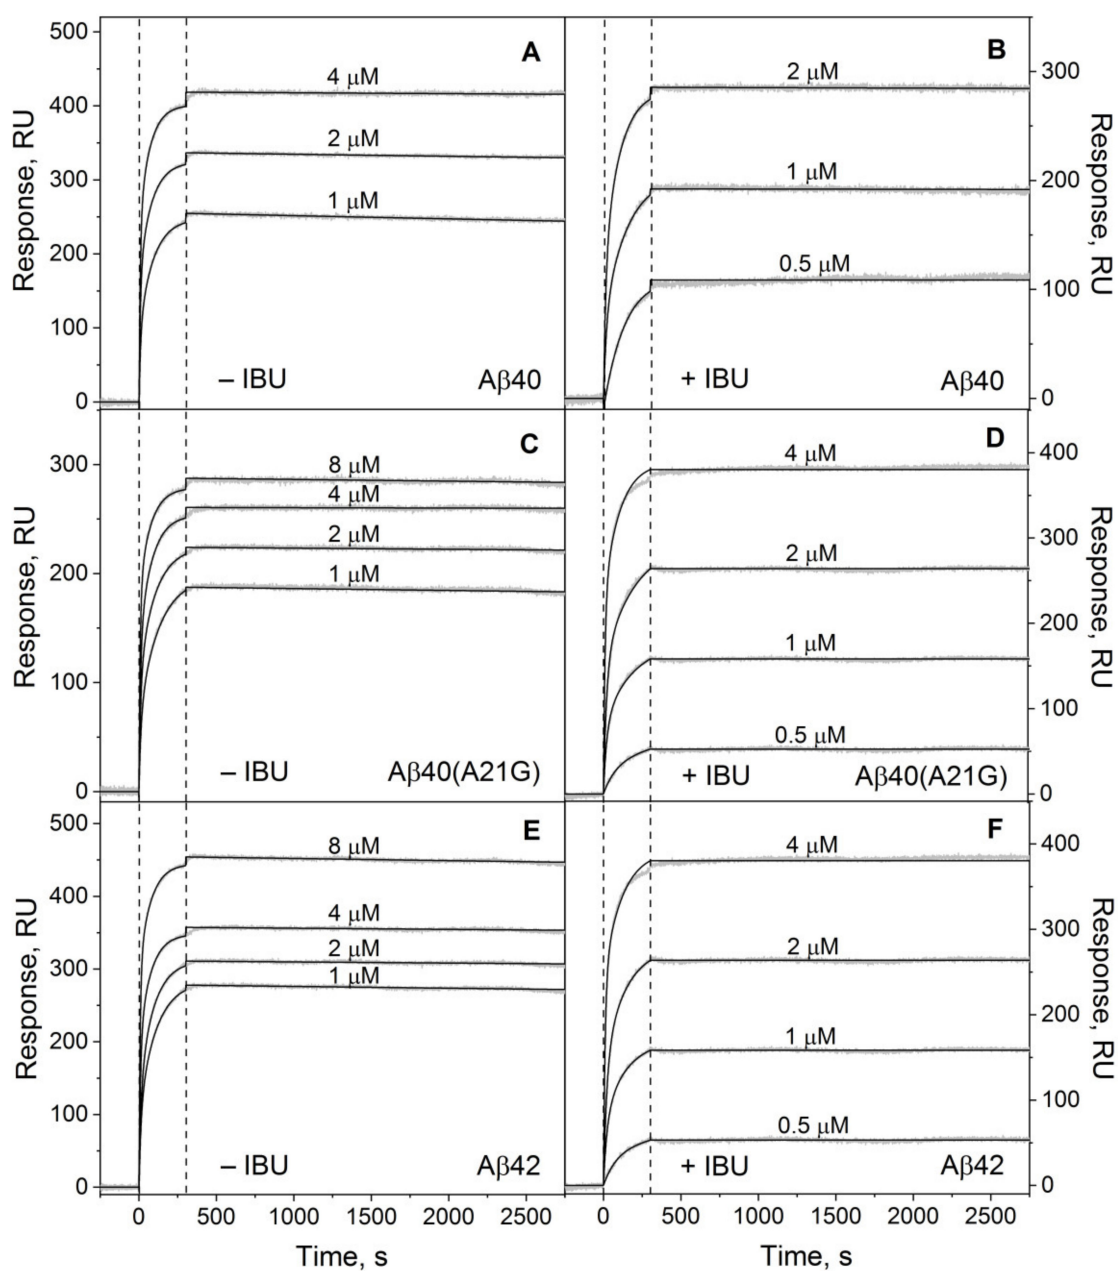 A
500
400
300
200
100
0
Response, RU
4 μM
2 μM
1 μM
– IBU Aβ40
B
300
200
100
0
Response, RU
2 μM
1 μM
0.5 μM
+ IBU Aβ40
C
300
200
100
0
Response, RU
8 μM
4 μM
2 μM
1 μM
– IBU Aβ40(A21G)
D
400
300
200
100
0
Response, RU
4 μM
2 μM
1 μM
0.5 μM
+ IBU Aβ40(A21G)
E
500
400
300
200
100
0
Response, RU
8 μM
4 μM
2 μM
1 μM
– IBU Aβ42
F
400
300
200
100
0
Response, RU
4 μM
2 μM
1 μM
0.5 μM
+ IBU Aβ42
0 500 1000 1500 2000 2500
Time, s
0 500 1000 1500 2000 2500
Time, s